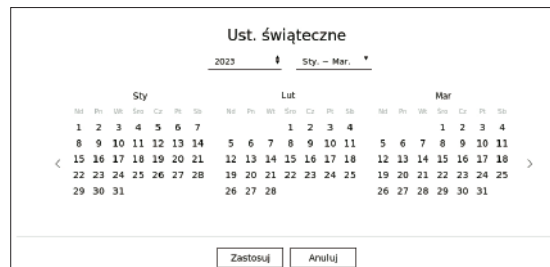 Ust. świąteczne
2023 Sty. – Mar.
Sty Lut Mar
Nd Pn Wt Śro Cz Pt Sb Nd Pn Wt Śro Cz Pt Sb Nd Pn Wt Śro Cz Pt Sb
1 2 3 4 5 6 7 1 2 3 4 1 2 3 4
8 9 10 11 12 13 14 5 6 7 8 9 10 11 5 6 7 8 9 10 11
15 16 17 18 19 20 21 12 13 14 15 16 17 18 12 13 14 15 16 17 18
22 23 24 25 26 27 28 19 20 21 22 23 24 25 19 20 21 22 23 24 25
29 30 31 26 27 28 26 27 28 29 30 31
Zastosuj Anuluj